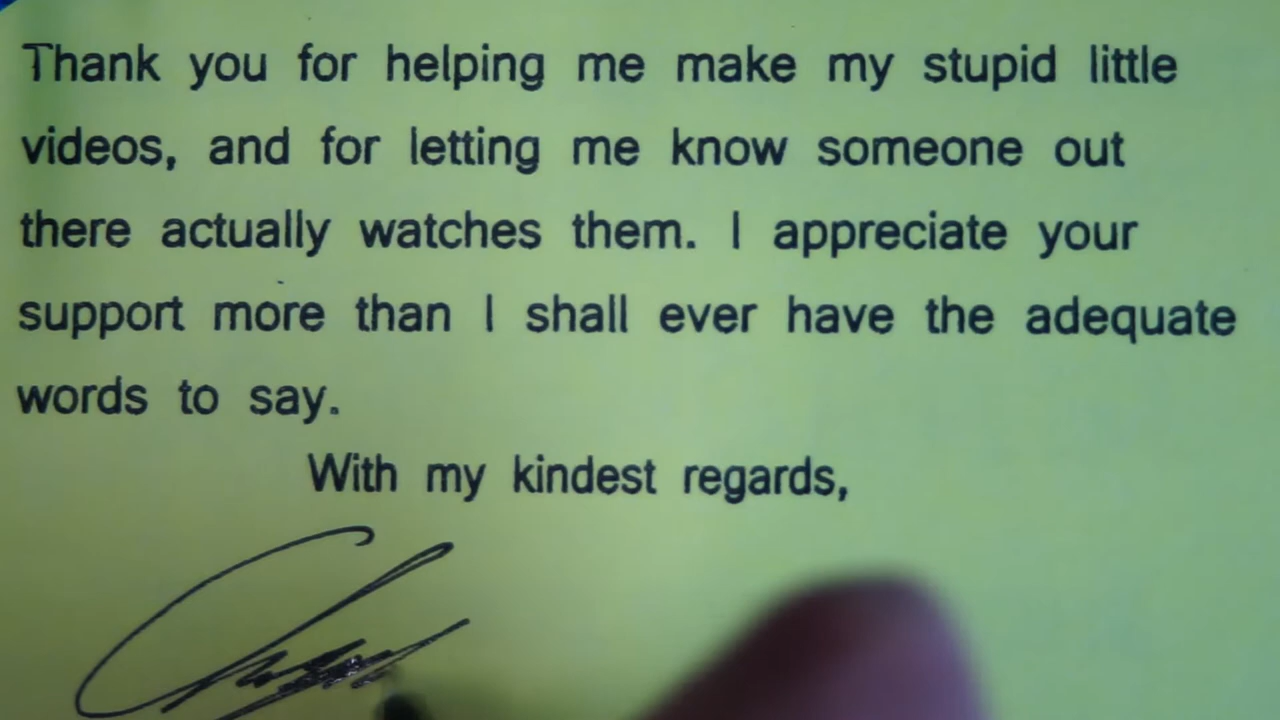 Thank you for helping me make my stupid little
videos, and for letting me know someone out
there actually watches them. I appreciate your
support more than I shall ever have the adequate
words to say.
With my kindest regards,